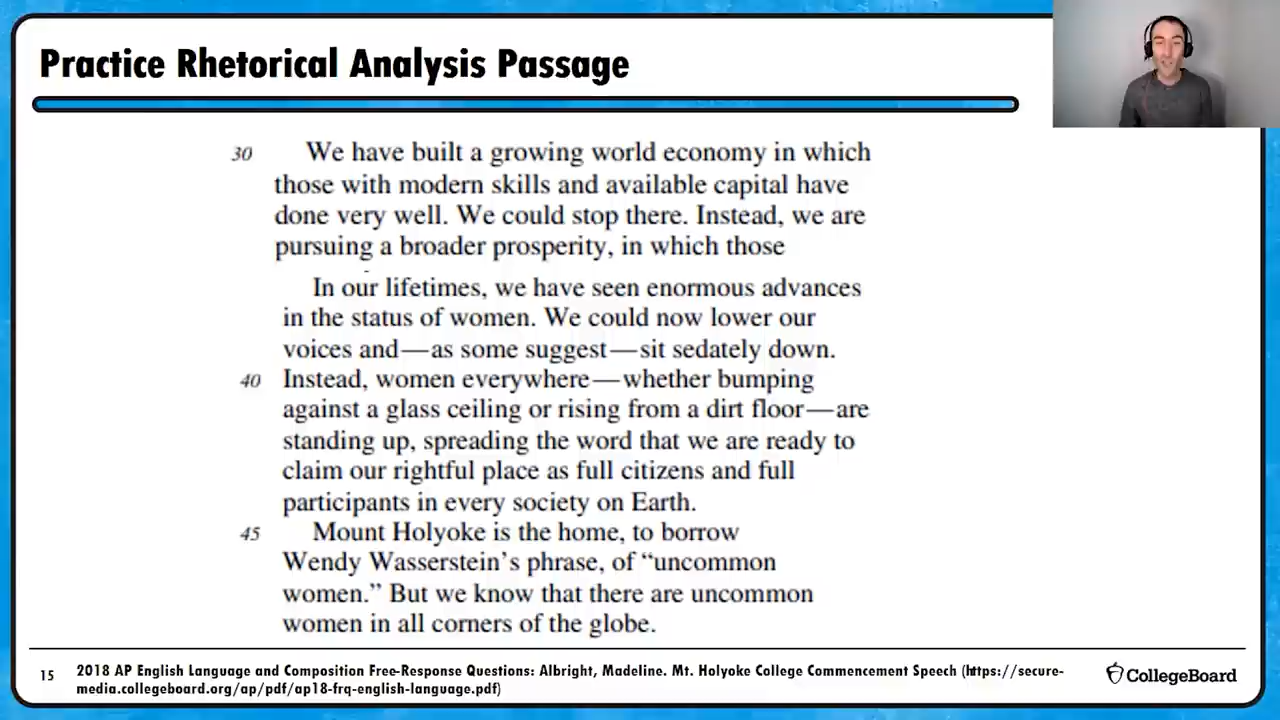 Practice Rhetorical Analysis Passage
30 We have built a growing world economy in which
those with modern skills and available capital have
done very well. We could stop there. Instead, we are
pursuing a broader prosperity, in which those
In our lifetimes, we have seen enormous advances
in the status of women. We could now lower our
voices and—as some suggest—sit sedately down.
40 Instead, women everywhere—whether bumping
against a glass ceiling or rising from a dirt floor—are
standing up, spreading the word that we are ready to
claim our rightful place as full citizens and full
participants in every society on Earth.
45 Mount Holyoke is the home, to borrow
Wendy Wasserstein's phrase, of “uncommon
women.” But we know that there are uncommon
women in all corners of the globe.
15 2018 AP English Language and Composition Free-Response Questions: Albright, Madeline. Mt. Holyoke College Commencement Speech (https://secure-
media.collegeboard.org/ap/pdf/ap18-frq-english-language.pdf)
CollegeBoard